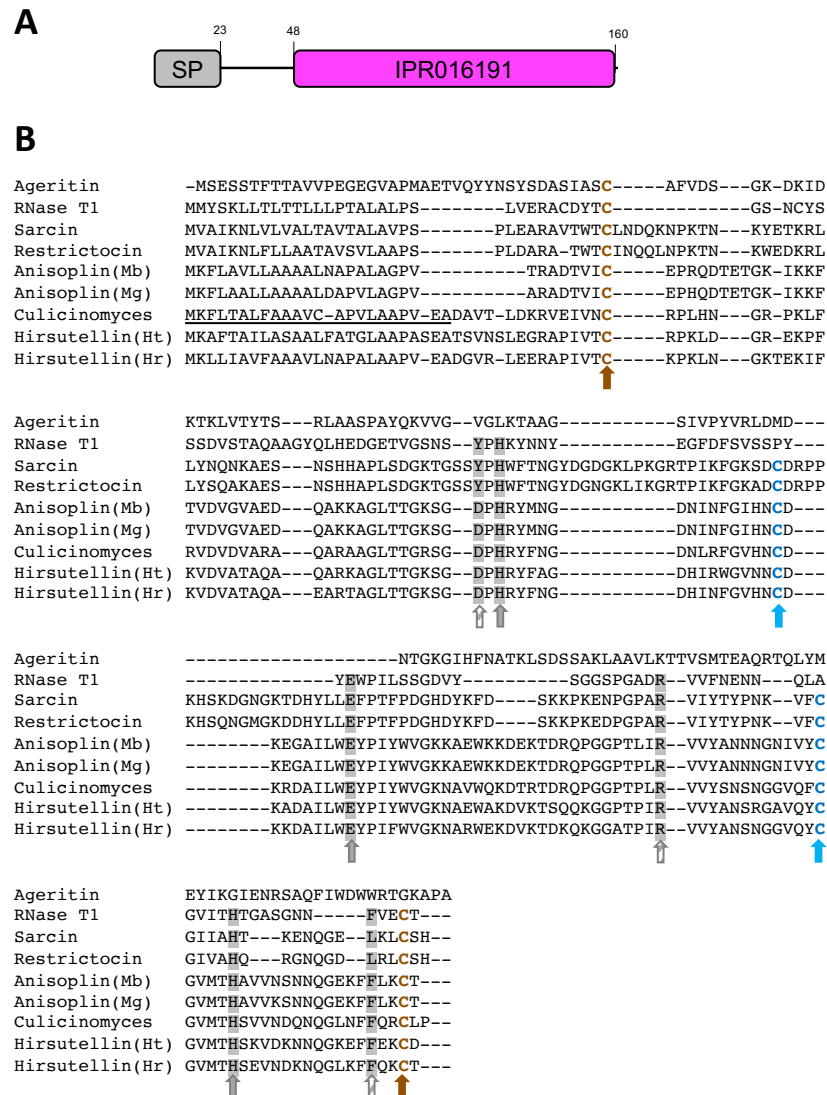 A
23 48 160
SP IPR016191
B
Ageritin -MSESSTFTTAVVPEGEGVAPMAETVQYYNSYSDASIASC-----AFVDS---GK-DKID
RNase T1 MMYSKLLTLTTLLLPTALALPS--------LVERACDYTC-------------GS-NCYS
Sarcin MVAIKNLVLVALTAVTALAVPS-------PLEARAVTWTCLNDQKNPKTN---KYETKRL
Restrictocin MVAIKNLFLLAATAVSVLAAPS-------PLDARA-TWTCINQQLNPKTN---KWEDKRL
Anisoplin(Mb) MKFLAVLLAAAALNAPALAGPV----------TRADTVIC-----EPRQDTETGK-IKKF
Anisoplin(Mg) MKFLAALLAAAALDAPVLAGPV----------ARADTVIC-----EPHQDTETGK-IKKF
Culicinomyces MKFLTALFAAAVC-APVLAAPV-EADAVT-LDKRVEIVNC-----RPLHN---GR-PKLF
Hirsutellin(Ht) MKAFTAILASAALFATGLAAPASEATSVNSLEGRAPIVTC-----RPKLD---GR-EKPF
Hirsutellin(Hr) MKLLIAVFAAAVLNAPALAAPV-EADGVR-LEERAPIVTC-----KPKLN---GKTEKIF
Ageritin KTKLVTYTS---RLAASPAYQKVVG--VGLKTAAG-----------SIVPYVRLDMD---
RNase T1 SSDVSTAQAAGYQLHEDGETVGSNS-YPHKYNNY-----------EGFDFSVSSPY----
Sarcin LYNQNKAES---NSHHAPLSDGKTGSSYPHWFTNGYDGDGKLPKGRTPIKFGKSDCDRPP
Restrictocin LYSQAKAES---NSHHAPLSDGKTGSSYPHWFTNGYDGNGKLIKGRTPIKFGKADCDRPP
Anisoplin(Mb) TVDVGVAED---QAKKAGLTTGKSG--DPHRYMNG-----------DNINFGIHNCD---
Anisoplin(Mg) TVDVGVAED---QAKKAGLTTGKSG--DPHRYMNG-----------DNINFGIHNCD---
Culicinomyces RVDVDVARA---QARAAGLTTGRSG--DPHRYFNG-----------DNLRFGVHNCD---
Hirsutellin(Ht) KVDVATAQA---QARKAGLTTGKSG--DPHRYFAG-----------DHIRWGVNNCD---
Hirsutellin(Hr) KVDVATAQA---EARTAGLTTGKSG--DPHRYFNG-----------DHINFGVHNCD---
Ageritin --------------------NTGKGIHFNATKLSDSSAKLAAVLKTTVSMTEAQRTQLYM
RNase T1 --------------YEWPILSSGDVY---------SGGSPGADR--VVFNENN---QLA
Sarcin KHSKDGNGKTDHYLLEFPTFPDGHDYKFD-----SKKPKENPGPAR--VIYTYPNK--VFC
Restrictocin KHSQNGMGKDDHYLLEFPTFPDGHDYKFD-----SKKPKEDPGPAR--VIYTYPNK--VFC
Anisoplin(Mb) --------KEGAILWEYPIYWVGKKAEWKKDEKTDRQPGGPTLIR--VVYANNNGNIVYC
Anisoplin(Mg) --------KEGAILWEYPIYWVGKKAEWKKDEKTDRQPGGPTPLR--VVYANNNGNIVYC
Culicinomyces --------KRDAILWEYPIYWVGKNAVWQKDTRTDRQPGGPTPLR--VVYSNSNGGVQFC
Hirsutellin(Ht) --------KADAILWEYPIYWVGKNAEWAKDVKTSQQKGGPTPIR--VVYANSRGAVQYC
Hirsutellin(Hr) --------KKDAILWEYPIFWVGKNARWEKDVKTDKQKGGATPIR--VVYANSNGGVQYC
Ageritin EYIKGIENRSAQFIWDWWRTGKAPA
RNase T1 GVITHTGASGNN-----FVECT---
Sarcin GIIAHT---KENQGE--LKLCSH--
Restrictocin GIVAHQ---RGNQGD--LRLCSH--
Anisoplin(Mb) GVMTHAVVNSNNQGEKFFLKCT---
Anisoplin(Mg) GVMTHAVVKSNNQGEKFFLKCT---
Culicinomyces GVMTHSVVNDQNQGLNFFQRCLP--
Hirsutellin(Ht) GVMTHSKVDKNNQGKEFFEKCD---
Hirsutellin(Hr) GVMTHSEVNDKNQGLKFFQKCT---